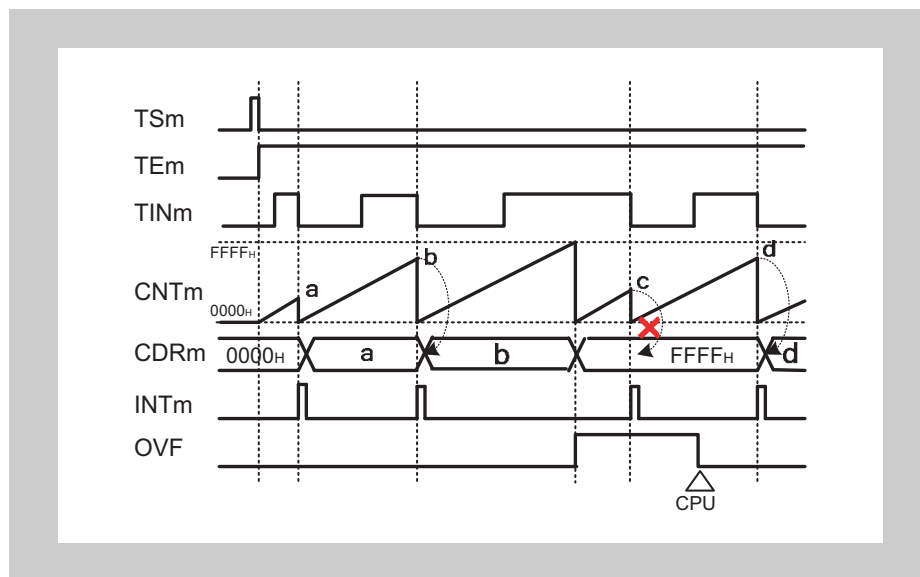 TSm
TEm
TINm
FFFFH
b
d
CNTm
a
c
0000H
CDRm 0000H a b FFFFH d
INTm
OVF
CPU